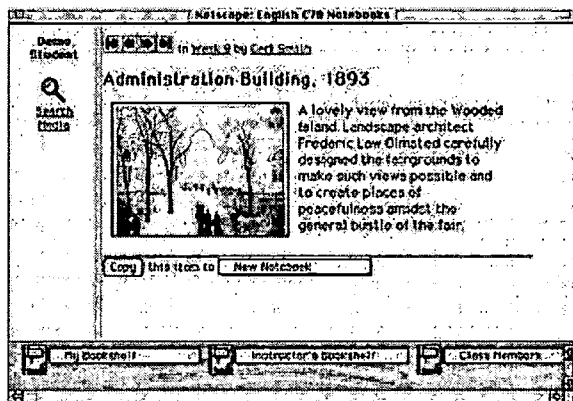 Netscape: English C78 Notebooks
Demo
Student
in Week 9 by Carl Smith
Search
Media
Administration Building, 1893
A lovely view from the Wooded
Island. Landscape architect
Frederic Law Olmsted carefully
designed the fairgrounds to
make such views possible and
to create places of
peacefulness amidst the
general bustle of the fair.
Copy this item to New Notebook
My Bookshelf Instructor's Bookshelf Class Members